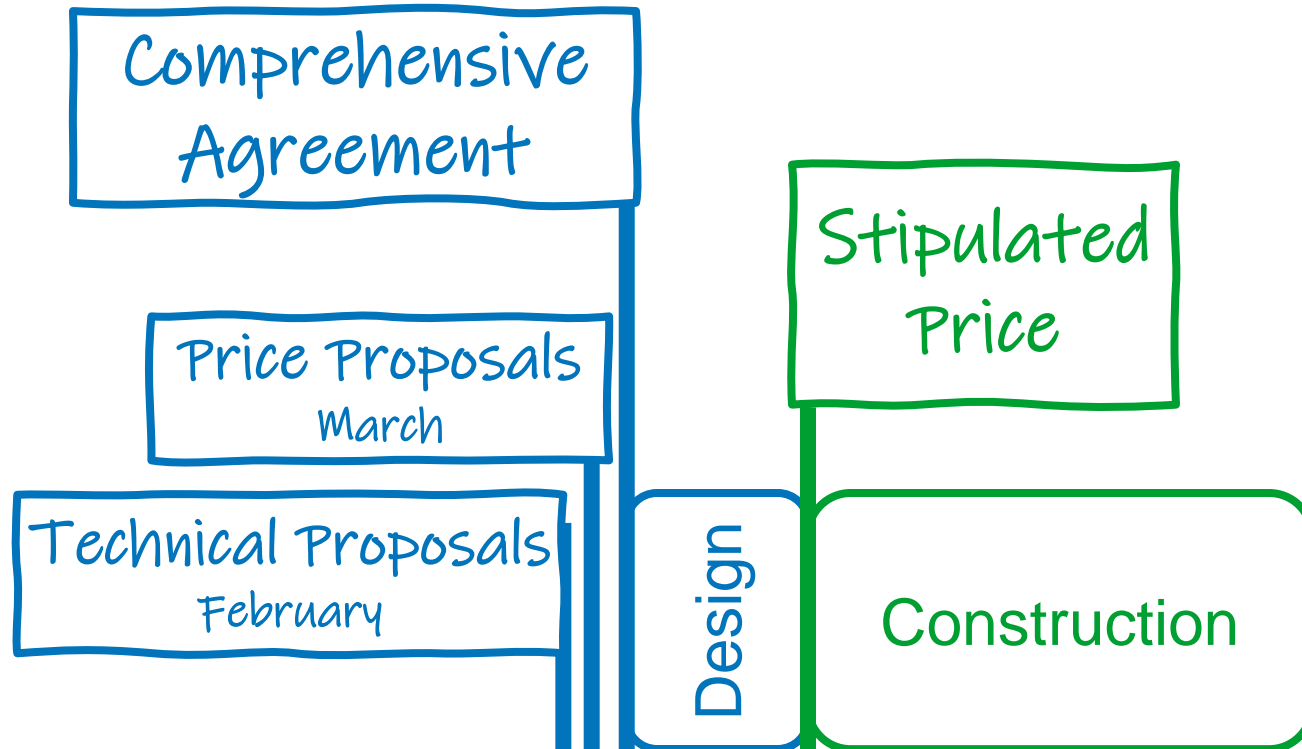 Comprehensive
Agreement
Stipulated
Price
Price Proposals
March
Technical Proposals
February
Design
Construction